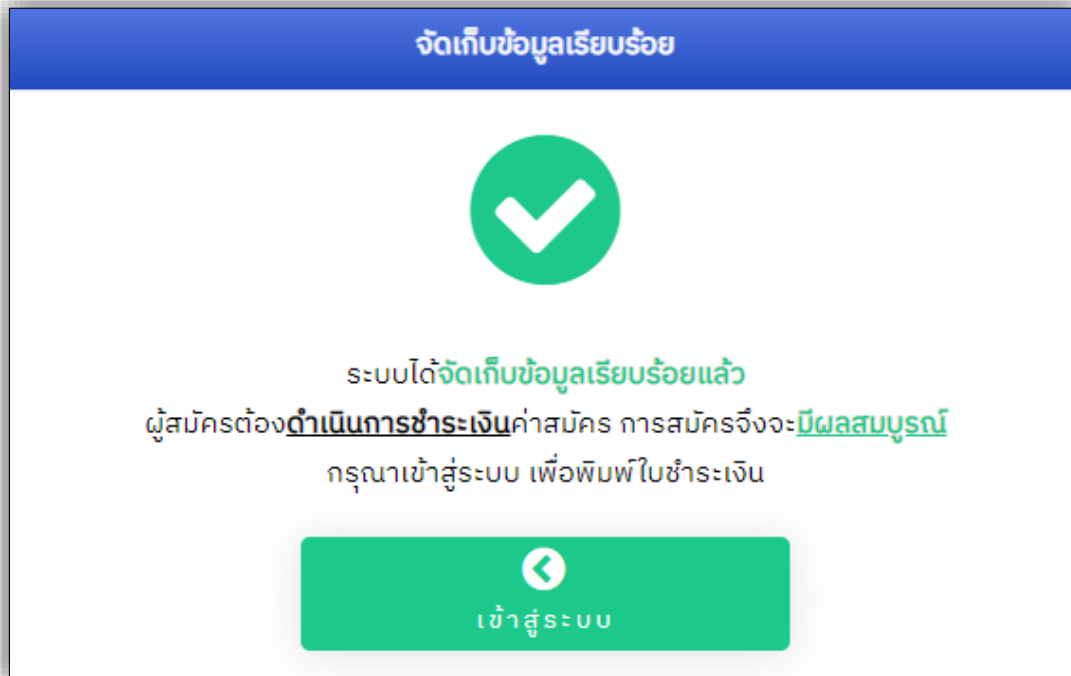 จัดเก็บข้อมูลเรียบร้อย
ระบบได้จัดเก็บข้อมูลเรียบร้อยแล้ว
ผู้สมัครต้องดำเนินการชำระเงินค่าสมัคร การสมัครจึงจะมีผลสมบูรณ์
กรุณาเข้าสู่ระบบ เพื่อพิมพ์ใบชำระเงิน
เข้าสู่ระบบ